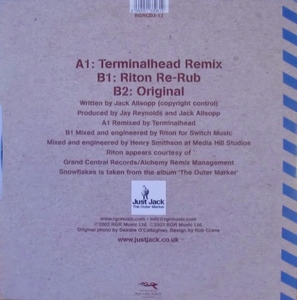 A1: Terminalhead Remix
B1: Riton Re-Rub
B2: Original
Written by Jack Allsopp (copyright control)
Produced by Jay Reynolds and Jack Allsopp
A1 Remixed by Terminalhead
B1 Mixed and engineered by Riton for Switch Music
Mixed and engineered by Henry Smithson at Media Hill Studios
Riton appears courtesy of
Grand Central Records/Alchemy Remix Management
Snowflakes is taken from the album 'The Outer Marker'
Just Jack
The Outer Marker
www.justjack.co.uk